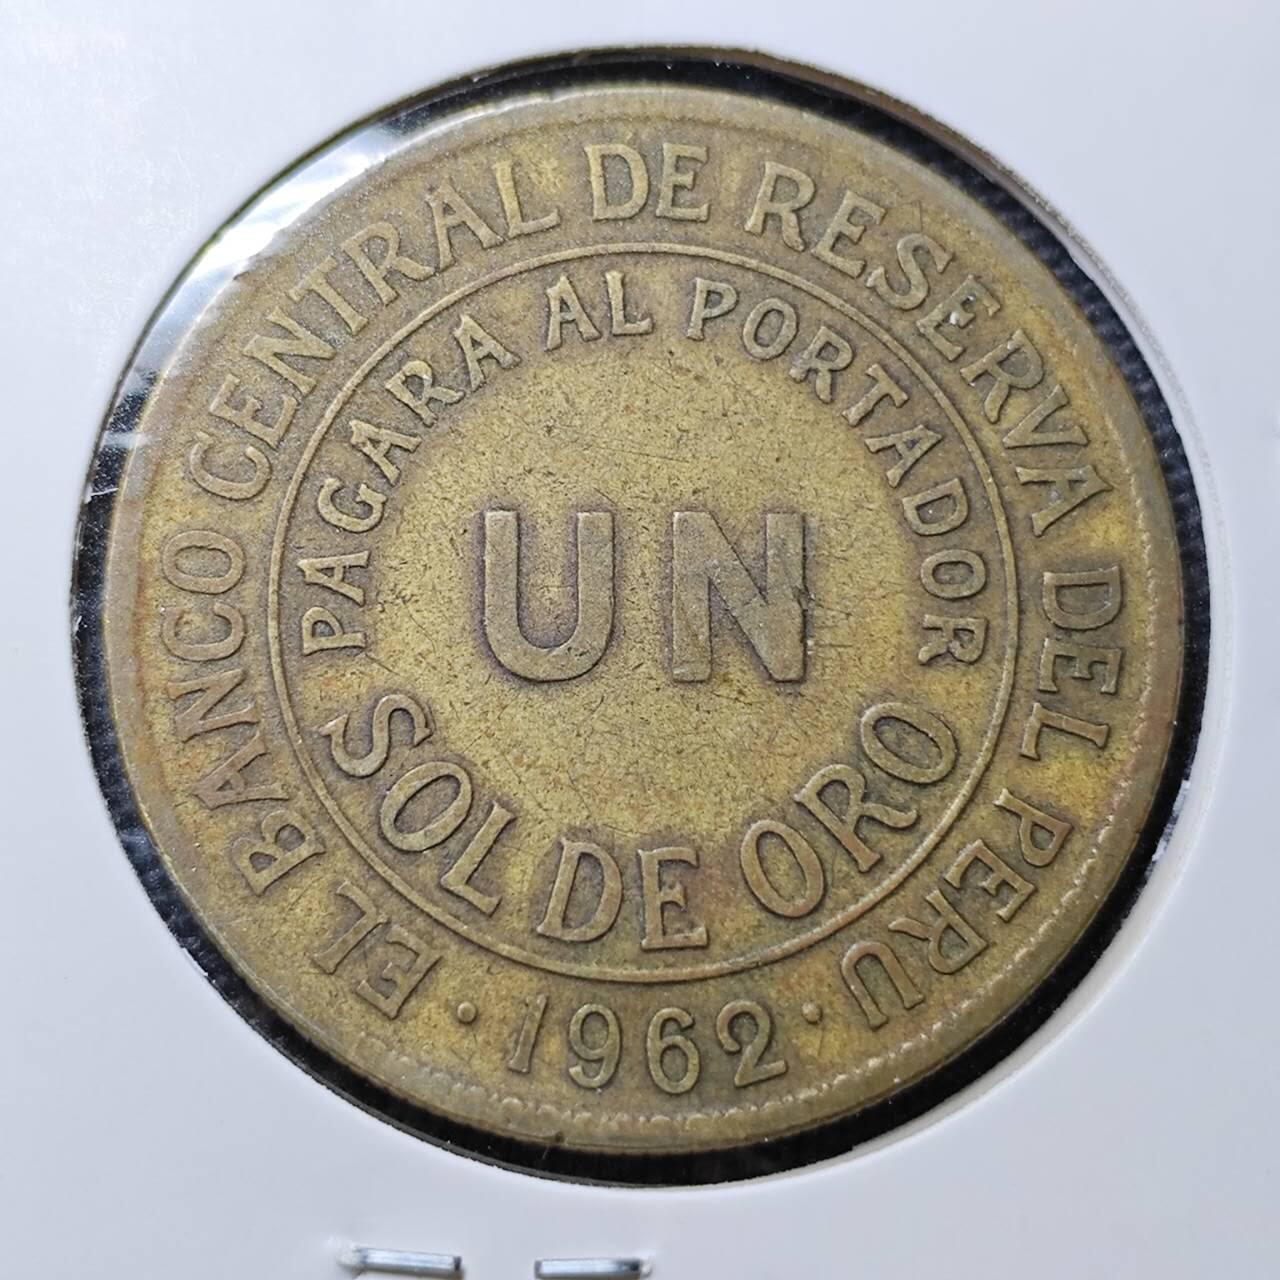 EL BANCO CENTRAL DE RESERVA DEL PERU
PAGARA AL PORTADOR
UN
SOL DE ORO
· 1962 ·